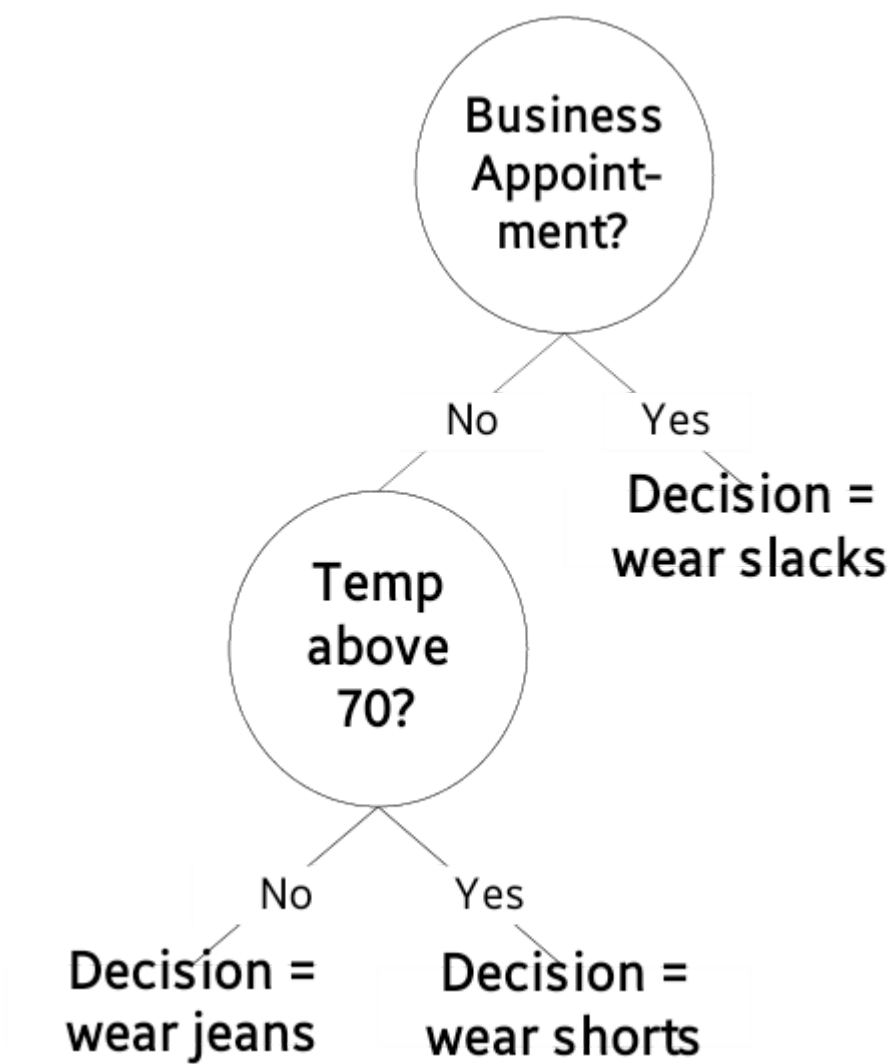 Business
Appoint-
ment?
No
Yes
Decision =
wear slacks
Temp
above
70?
No
Yes
Decision =
wear jeans
Decision =
wear shorts